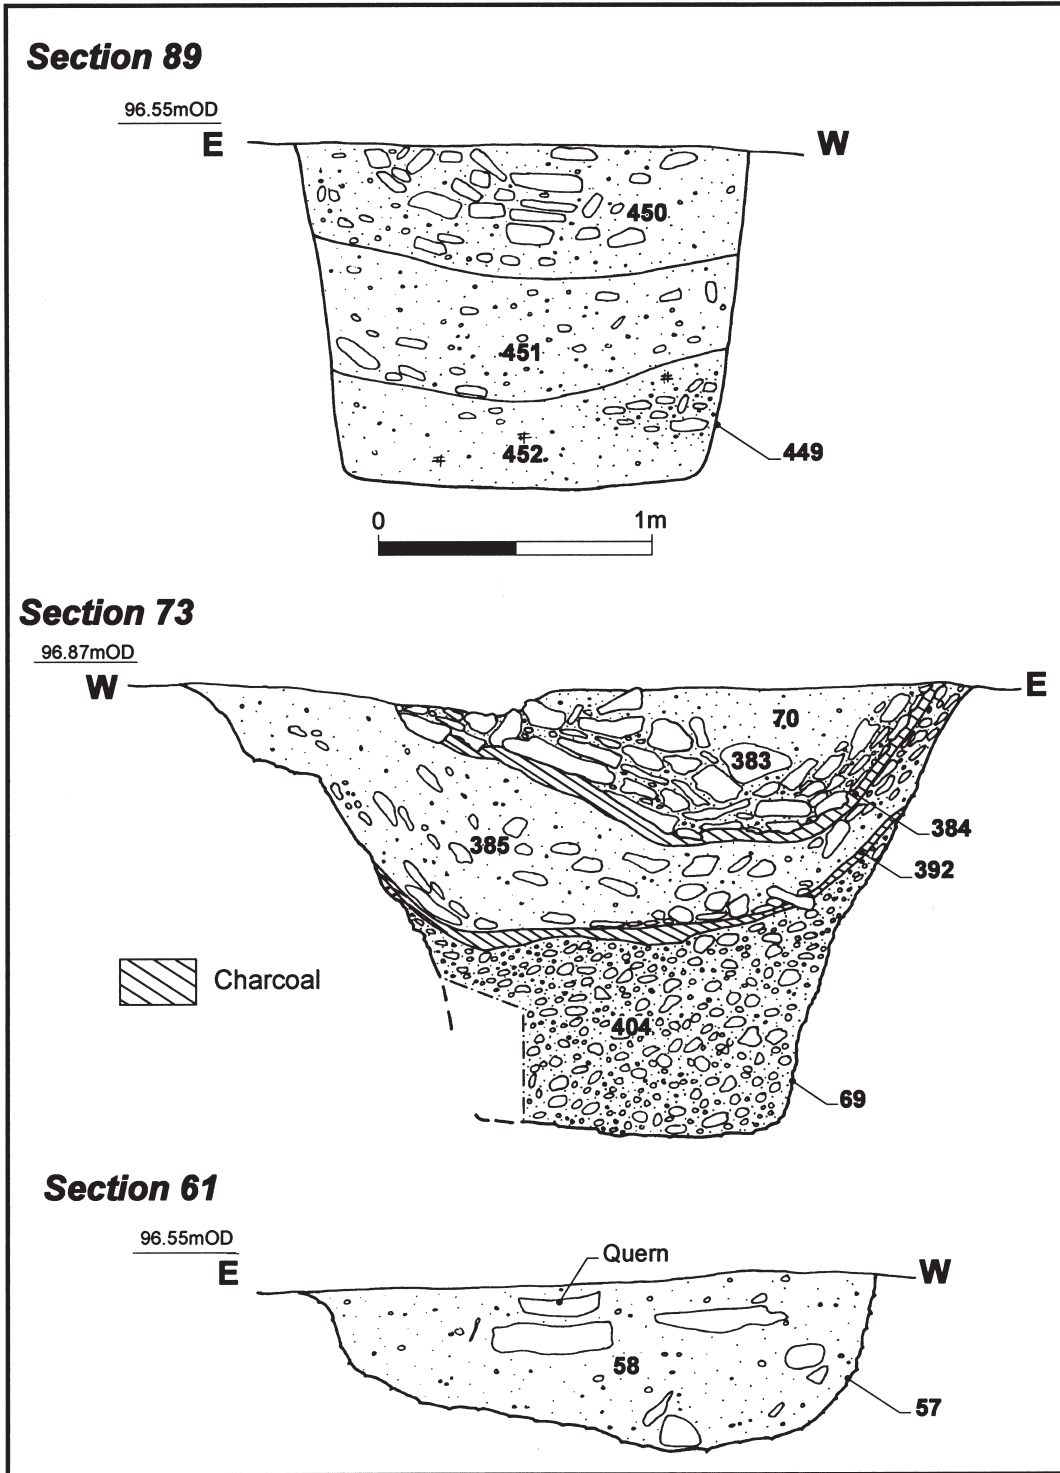 Section 89
96.55mOD
E W
450
451
452
449
0 1m
Section 73
96.87mOD
W E
70
383
384
385
392
Charcoal
404
69
Section 61
96.55mOD
E Quern W
58
57